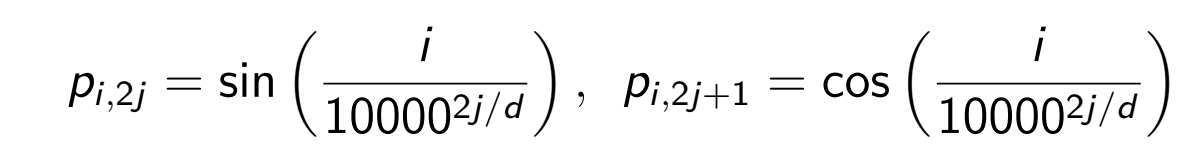 p_{i,2j} = sin(i / 10000^{2j/d}), p_{i,2j+1} = cos(i / 10000^{2j/d})